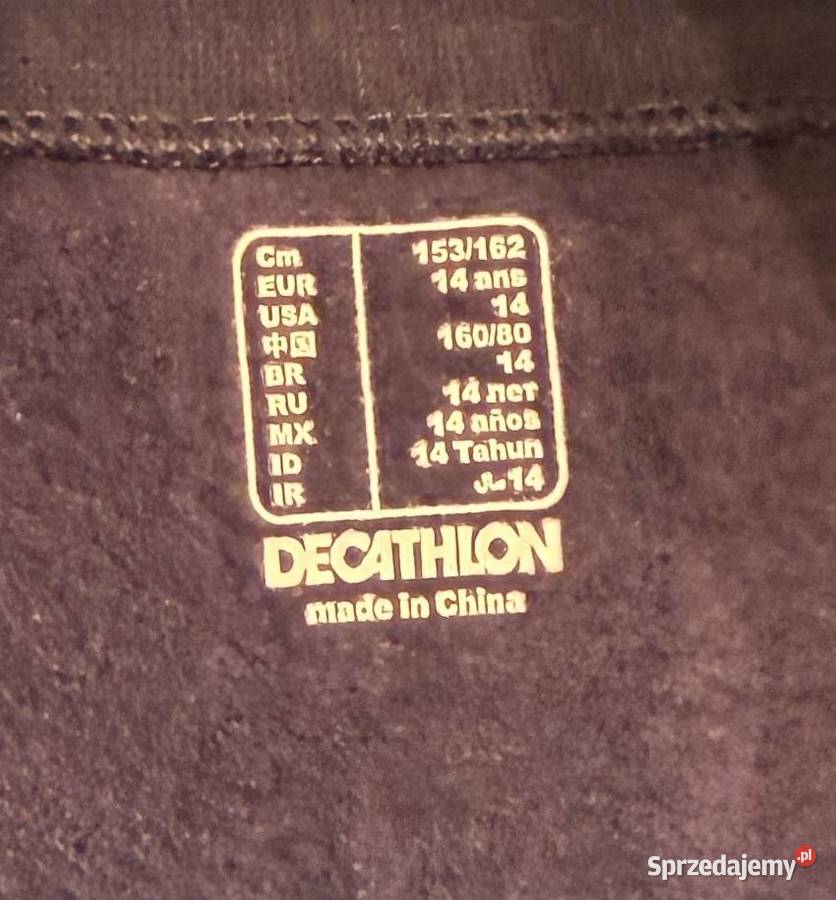 Cm 153/162
EUR 14 ans
USA 14
中国 160/80
BR 14
RU 14 лет
MX 14 años
ID 14 Tahun
IR 14 سال
DECATHLON
made in China
Sprzedajemy.pl